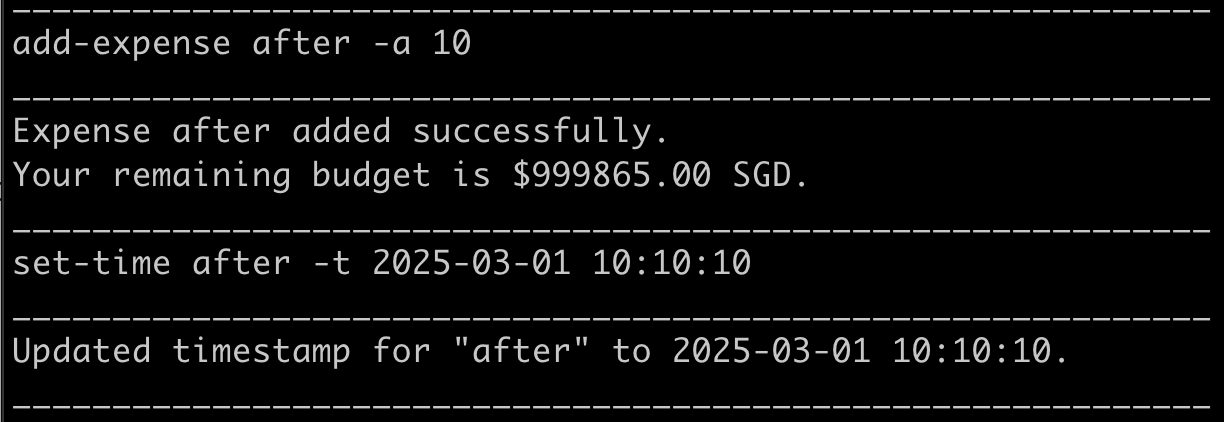 ____________________________________________________________
add-expense after -a 10
____________________________________________________________
Expense after added successfully.
Your remaining budget is $999865.00 SGD.
____________________________________________________________
set-time after -t 2025-03-01 10:10:10
____________________________________________________________
Updated timestamp for "after" to 2025-03-01 10:10:10.
____________________________________________________________